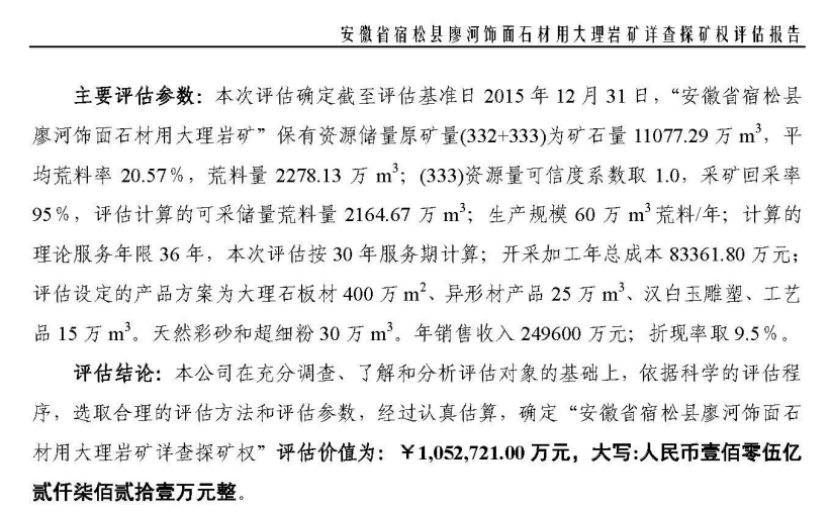 安徽省宿松县廖河饰面石材用大理岩矿详查探矿权评估报告
主要评估参数：本次评估确定截至评估基准日 2015 年 12 月 31 日，“安徽省宿松县
廖河饰面石材用大理岩矿”保有资源储量原矿量(332+333)为矿石量 11077.29 万 m³，平
均荒料率 20.57%，荒料量 2278.13 万 m³；(333)资源量可信度系数取 1.0，采矿回采率
95%，评估计算的可采储量荒料量 2164.67 万 m³；生产规模 60 万 m³ 荒料/年；计算的
理论服务年限 36 年，本次评估按 30 年服务期计算；开采加工年总成本 83361.80 万元；
评估设定的产品方案为大理石板材 400 万 m²、异形材产品 25 万 m³、汉白玉雕塑、工艺
品 15 万 m³。天然彩砂和超细粉 30 万 m³。年销售收入 249600 万元；折现率取 9.5%。
评估结论：本公司在充分调查、了解和分析评估对象的基础上，依据科学的评估程
序，选取合理的评估方法和评估参数，经过认真估算，确定“安徽省宿松县廖河饰面石
材用大理岩矿详查探矿权”评估价值为：￥1,052,721.00 万元，大写:人民币壹佰零伍亿
贰仟柒佰贰拾壹万元整。